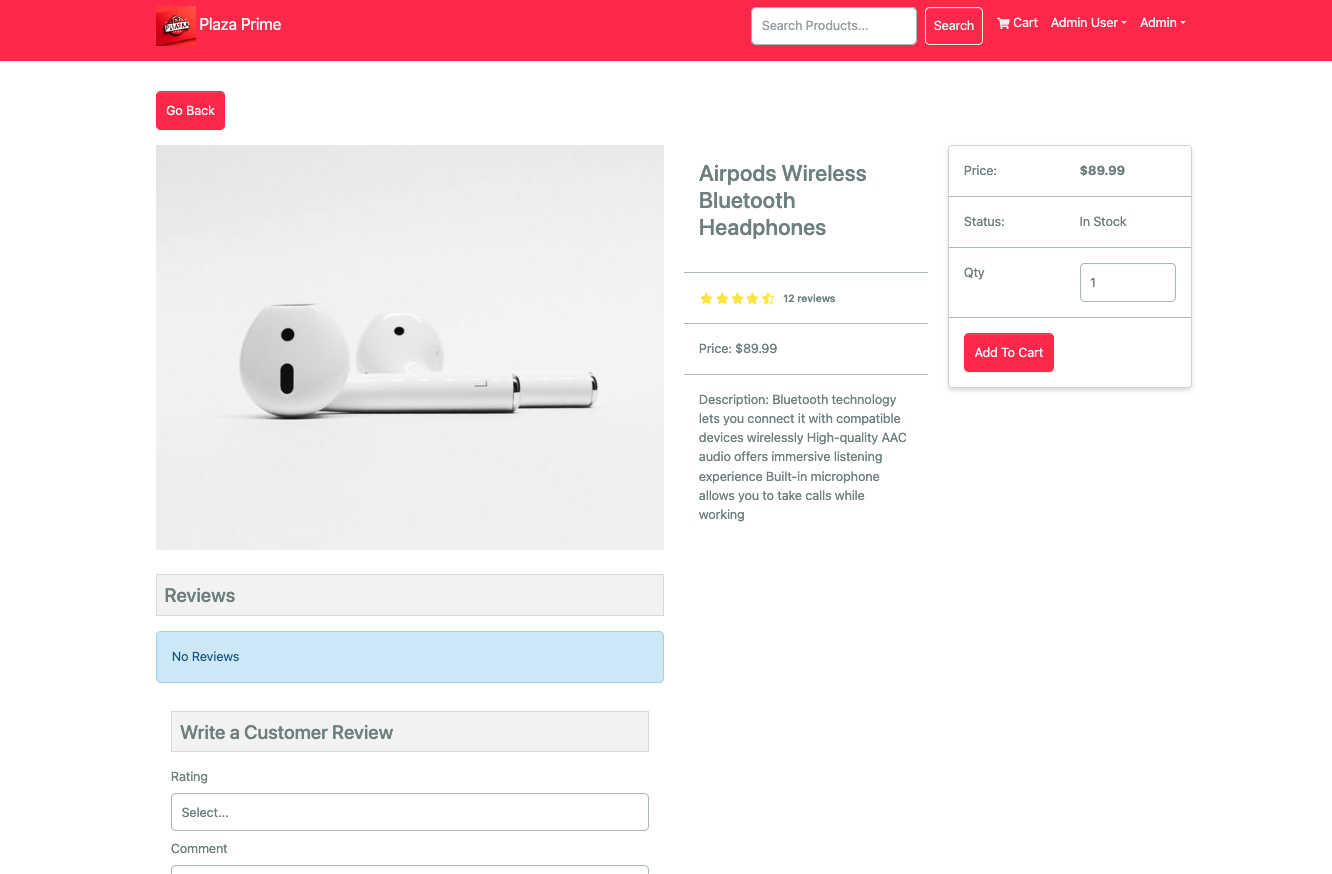 PLAZAA
Plaza Prime
Search Products...
Search
Cart
Admin User
Admin
Go Back
Airpods Wireless
Bluetooth
Headphones
12 reviews
Price: $89.99
Description: Bluetooth technology
lets you connect it with compatible
devices wirelessly High-quality AAC
audio offers immersive listening
experience Built-in microphone
allows you to take calls while
working
Price:
$89.99
Status:
In Stock
Qty
1
Add To Cart
Reviews
No Reviews
Write a Customer Review
Rating
Select...
Comment